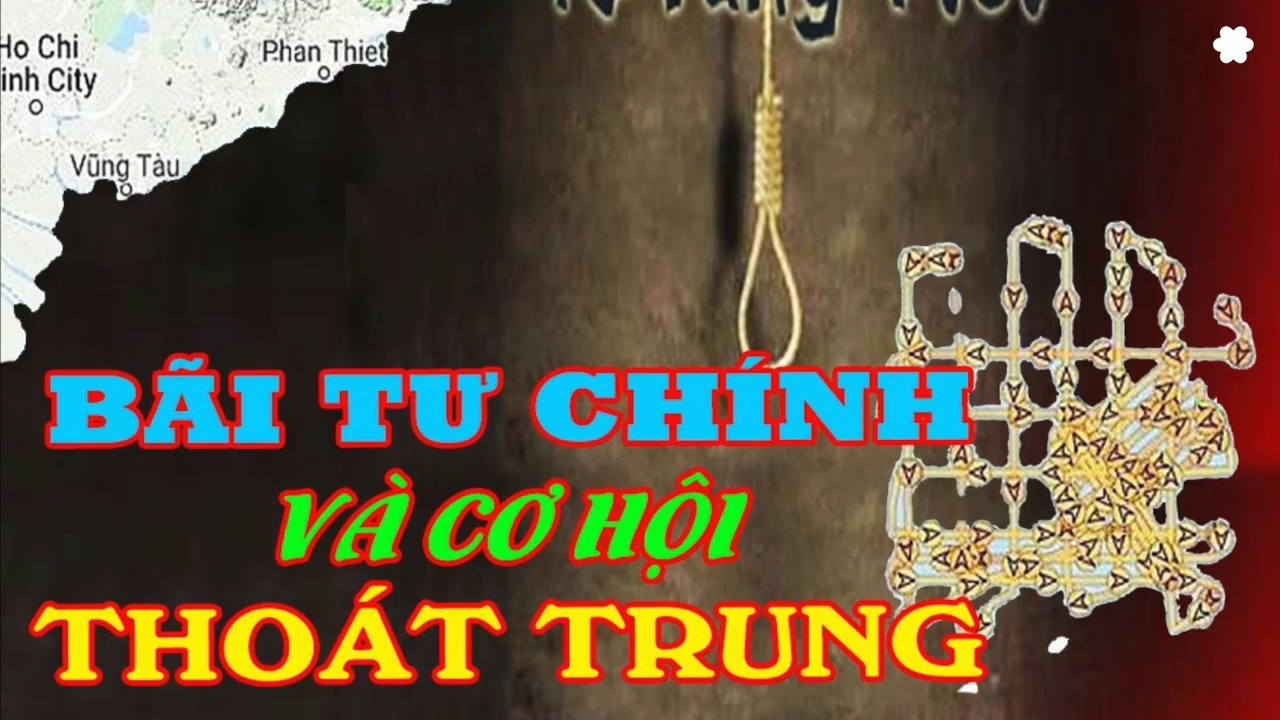 Ho Chi
inh City
Phan Thiet
Vũng Tàu
BÃI TƯ CHÍNH
VÀ CƠ HỘI
THOÁT TRUNG